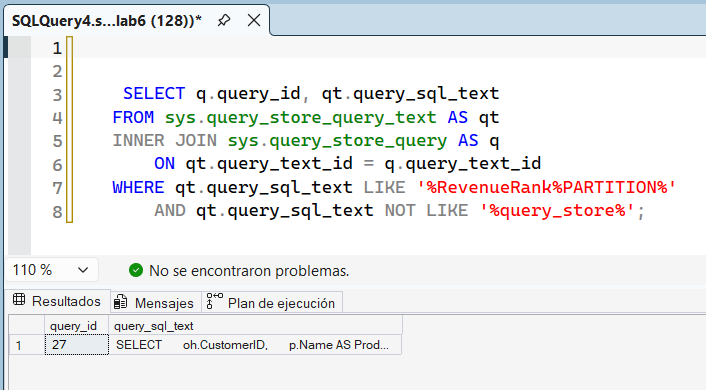 SQLQuery4.s...lab6 (128))*
1
2
3 SELECT q.query_id, qt.query_sql_text
4 FROM sys.query_store_query_text AS qt
5 INNER JOIN sys.query_store_query AS q
6 ON qt.query_text_id = q.query_text_id
7 WHERE qt.query_sql_text LIKE '%RevenueRank%PARTITION%'
8 AND qt.query_sql_text NOT LIKE '%query_store%';
110 % No se encontraron problemas.
Resultados Mensajes Plan de ejecución
query_id query_sql_text
1 27 SELECT oh.CustomerID, p.Name AS Prod...